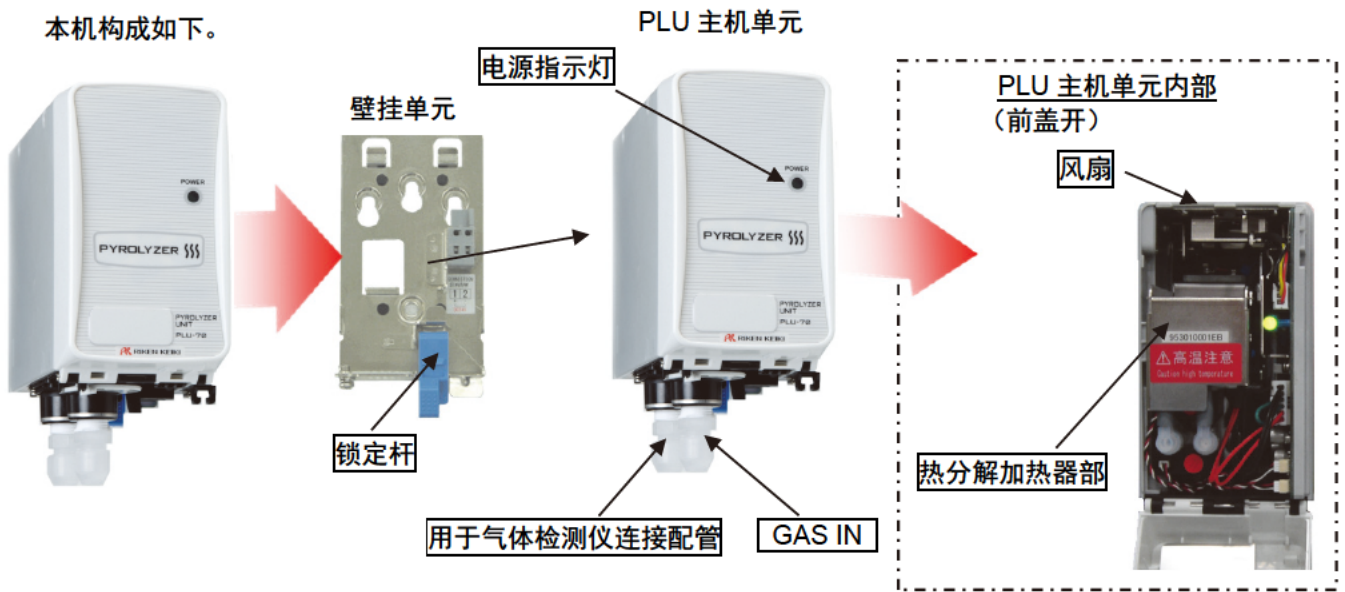 本机构成如下。
PLU 主机单元
电源指示灯
壁挂单元
PLU 主机单元内部
（前盖开）
风扇
POWER
PYROLYZER
PYROLYZER
UNIT
PLU-70
RIKEN KEIKI
1 2
POWER
PYROLYZER
PYROLYZER
UNIT
PLU-70
RIKEN KEIKI
953610001EB
高温注意
Caution high temperature
锁定杆
热分解加热器部
用于气体检测仪连接配管
GAS IN